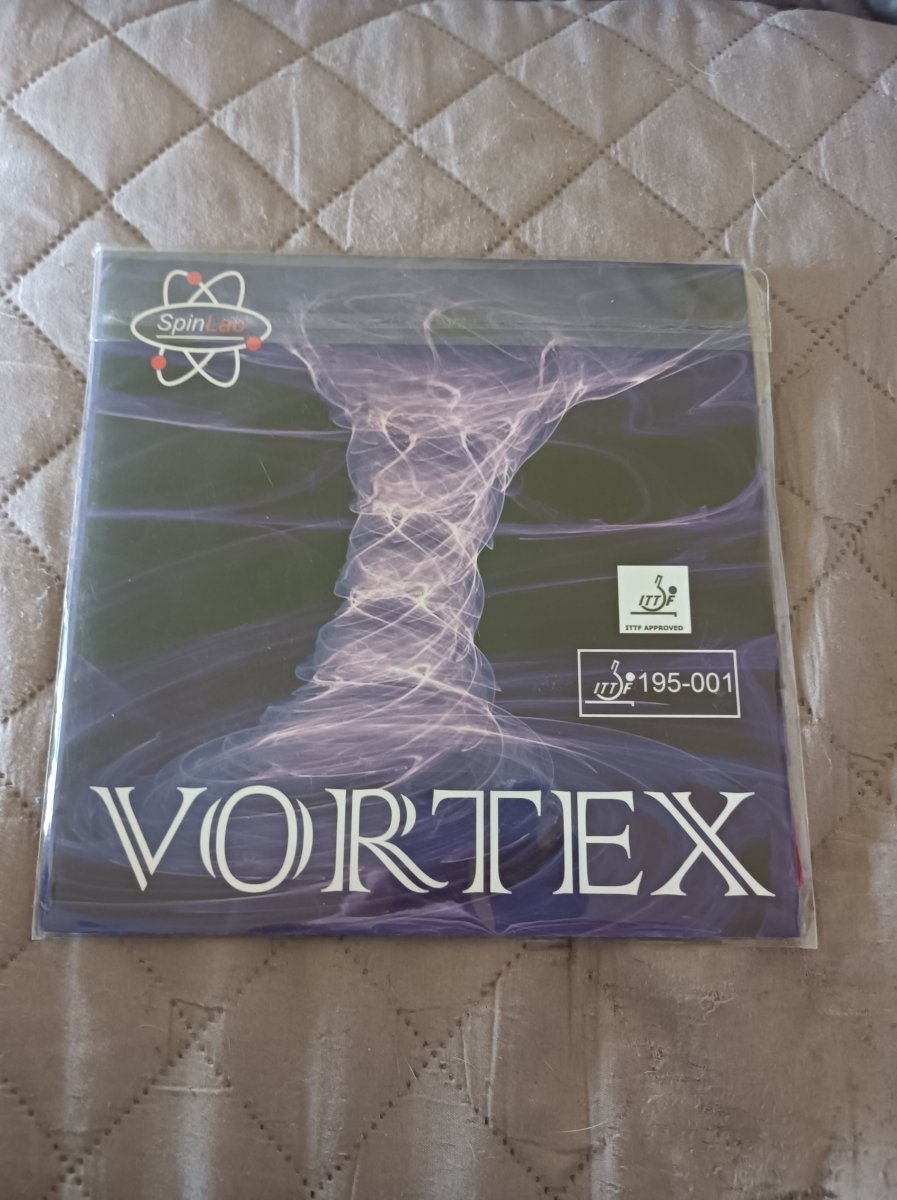 SpinLab
ITTF
ITTF APPROVED
ITTF 195-001
VORTEX